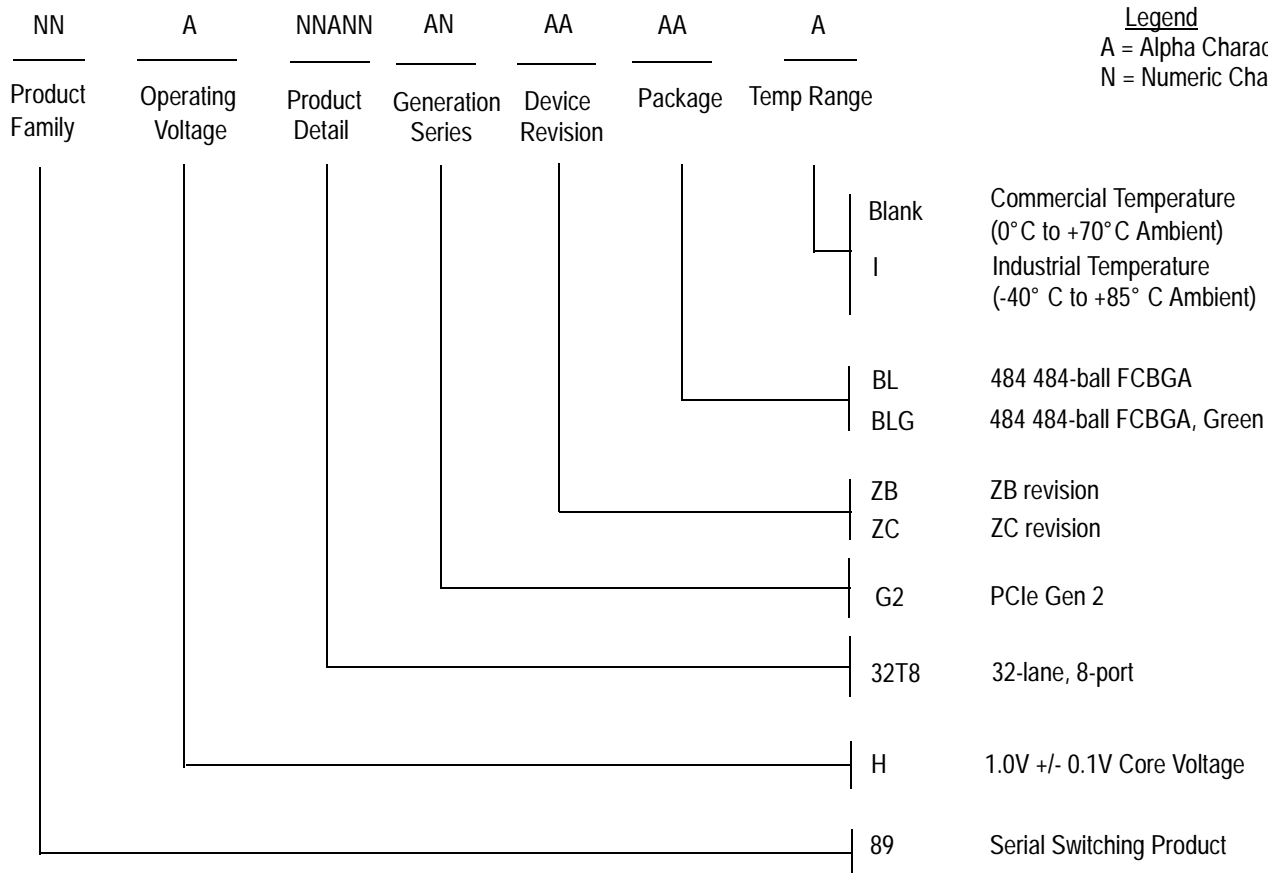 NN A NNANN AN AA AA A
Legend
A = Alpha
N = Numeric
Product Family
Operating Voltage
Product Detail
Generation Series
Device Revision
Package
Temp Range
Blank Commercial Temperature
(0°C to +70°C Ambient)
I Industrial Temperature
(-40° C to +85° C Ambient)
BL 484 484-ball FCBGA
BLG 484 484-ball FCBGA, Green
ZB ZB revision
ZC ZC revision
G2 PCIe Gen 2
32T8 32-lane, 8-port
H 1.0V +/- 0.1V Core Voltage
89 Serial Switching Product